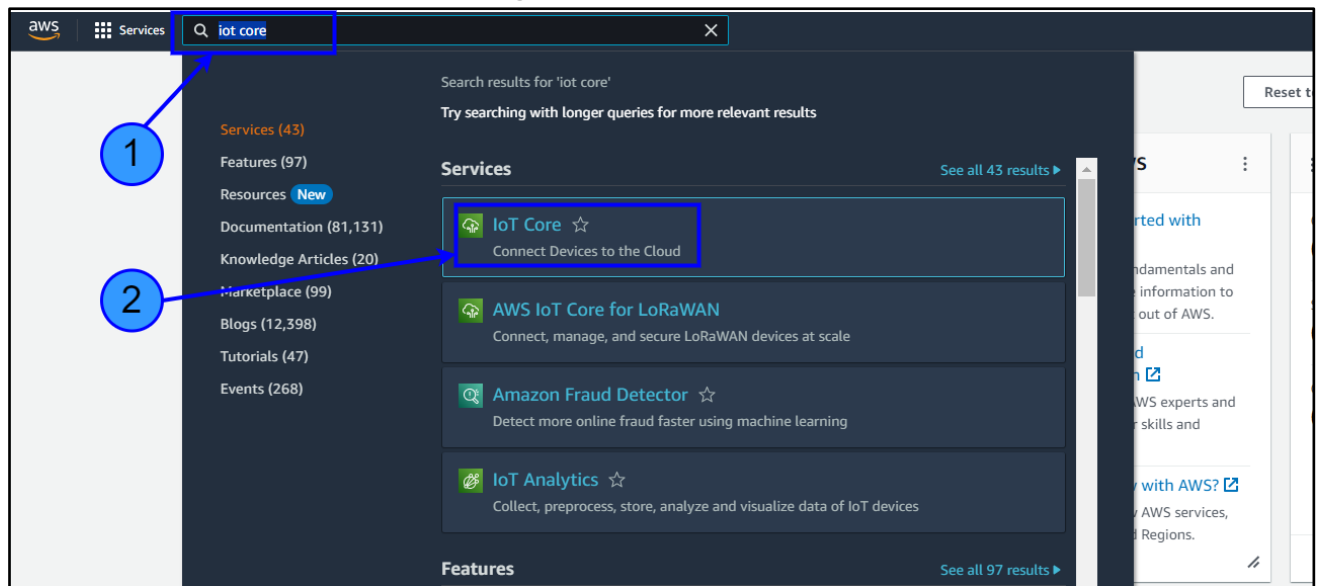 aws
Services
iot core
Search results for 'iot core'
Try searching with longer queries for more relevant results
1
2
Services (43)
Features (97)
Resources New
Documentation (81,131)
Knowledge Articles (20)
Marketplace (99)
Blogs (12,398)
Tutorials (47)
Events (268)
Services
See all 43 results
IoT Core
Connect Devices to the Cloud
AWS IoT Core for LoRaWAN
Connect, manage, and secure LoRaWAN devices at scale
Amazon Fraud Detector
Detect more online fraud faster using machine learning
IoT Analytics
Collect, preprocess, store, analyze and visualize data of IoT devices
Features
See all 97 results
Reset t
rted with
ndamentals and
information to
out of AWS.
d
AWS experts and
r skills and
with AWS?
AWS services,
d Regions.